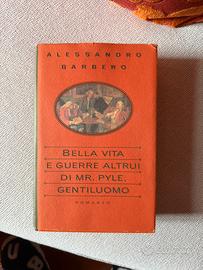 ALESSANDRO
BARBERO
BELLA VITA
E GUERRE ALTRUI
DI MR. PYLE,
GENTILUOMO
ROMANZO